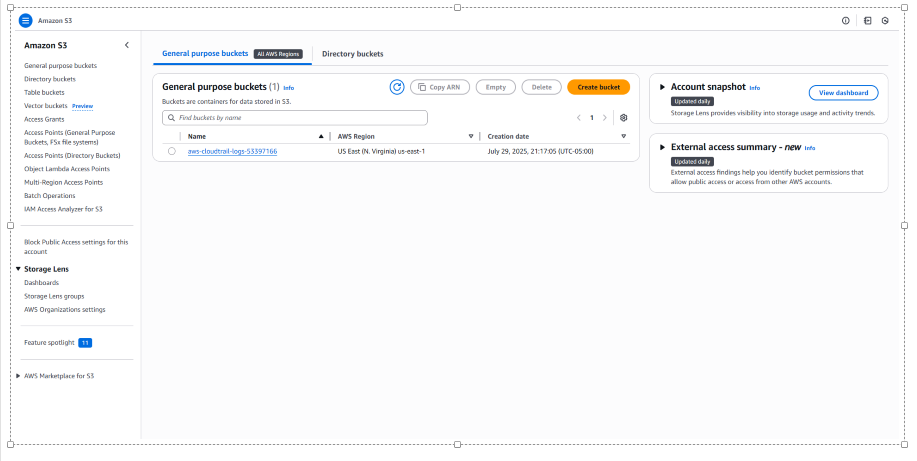 Amazon S3
Amazon S3
General purpose buckets
Directory buckets
Table buckets
Vector buckets Preview
Access Grants
Access Points (General Purpose
Buckets, FSx file systems)
Access Points (Directory Buckets)
Object Lambda Access Points
Multi-Region Access Points
Batch Operations
IAM Access Analyzer for S3
Block Public Access settings for this
account
Storage Lens
Dashboards
Storage Lens groups
AWS Organizations settings
Feature spotlight 11
AWS Marketplace for S3
General purpose buckets All AWS Regions Directory buckets
General purpose buckets (1) Info
Copy ARN Empty Delete Create bucket
Buckets are containers for data stored in S3.
Find buckets by name
1
Name AWS Region Creation date
aws-cloudtrail-logs-53397166 US East (N. Virginia) us-east-1 July 29, 2025, 21:17:05 (UTC-05:00)
Account snapshot Info
View dashboard
Updated daily
Storage Lens provides visibility into storage usage and activity trends.
External access summary - new Info
Updated daily
External access findings help you identify bucket permissions that
allow public access or access from other AWS accounts.